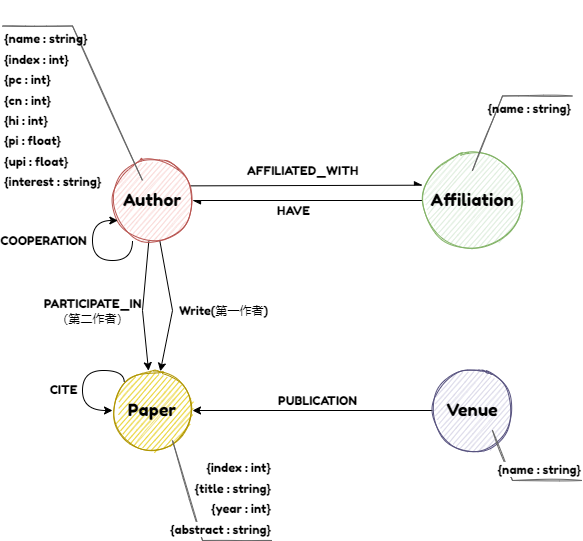 {name : string}
{index : int}
{pc : int}
{cn : int}
{hi : int}
{pi : float}
{upi : float}
{interest : string}
{name : string}
AFFILIATED_WITH
Author
Affiliation
HAVE
COOPERATION
PARTICIPATE_IN
（第二作者）
Write(第一作者)
CITE
Paper
PUBLICATION
Venue
{index : int}
{title : string}
{year : int}
{abstract : string}
{name : string}